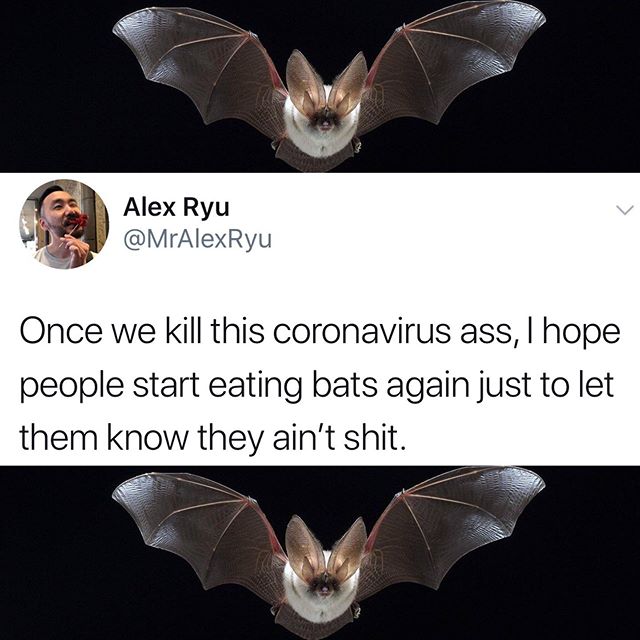 Alex Ryu
@MrAlexRyu
Once we kill this coronavirus ass, I hope
people start eating bats again just to let
them know they ain’t shit.